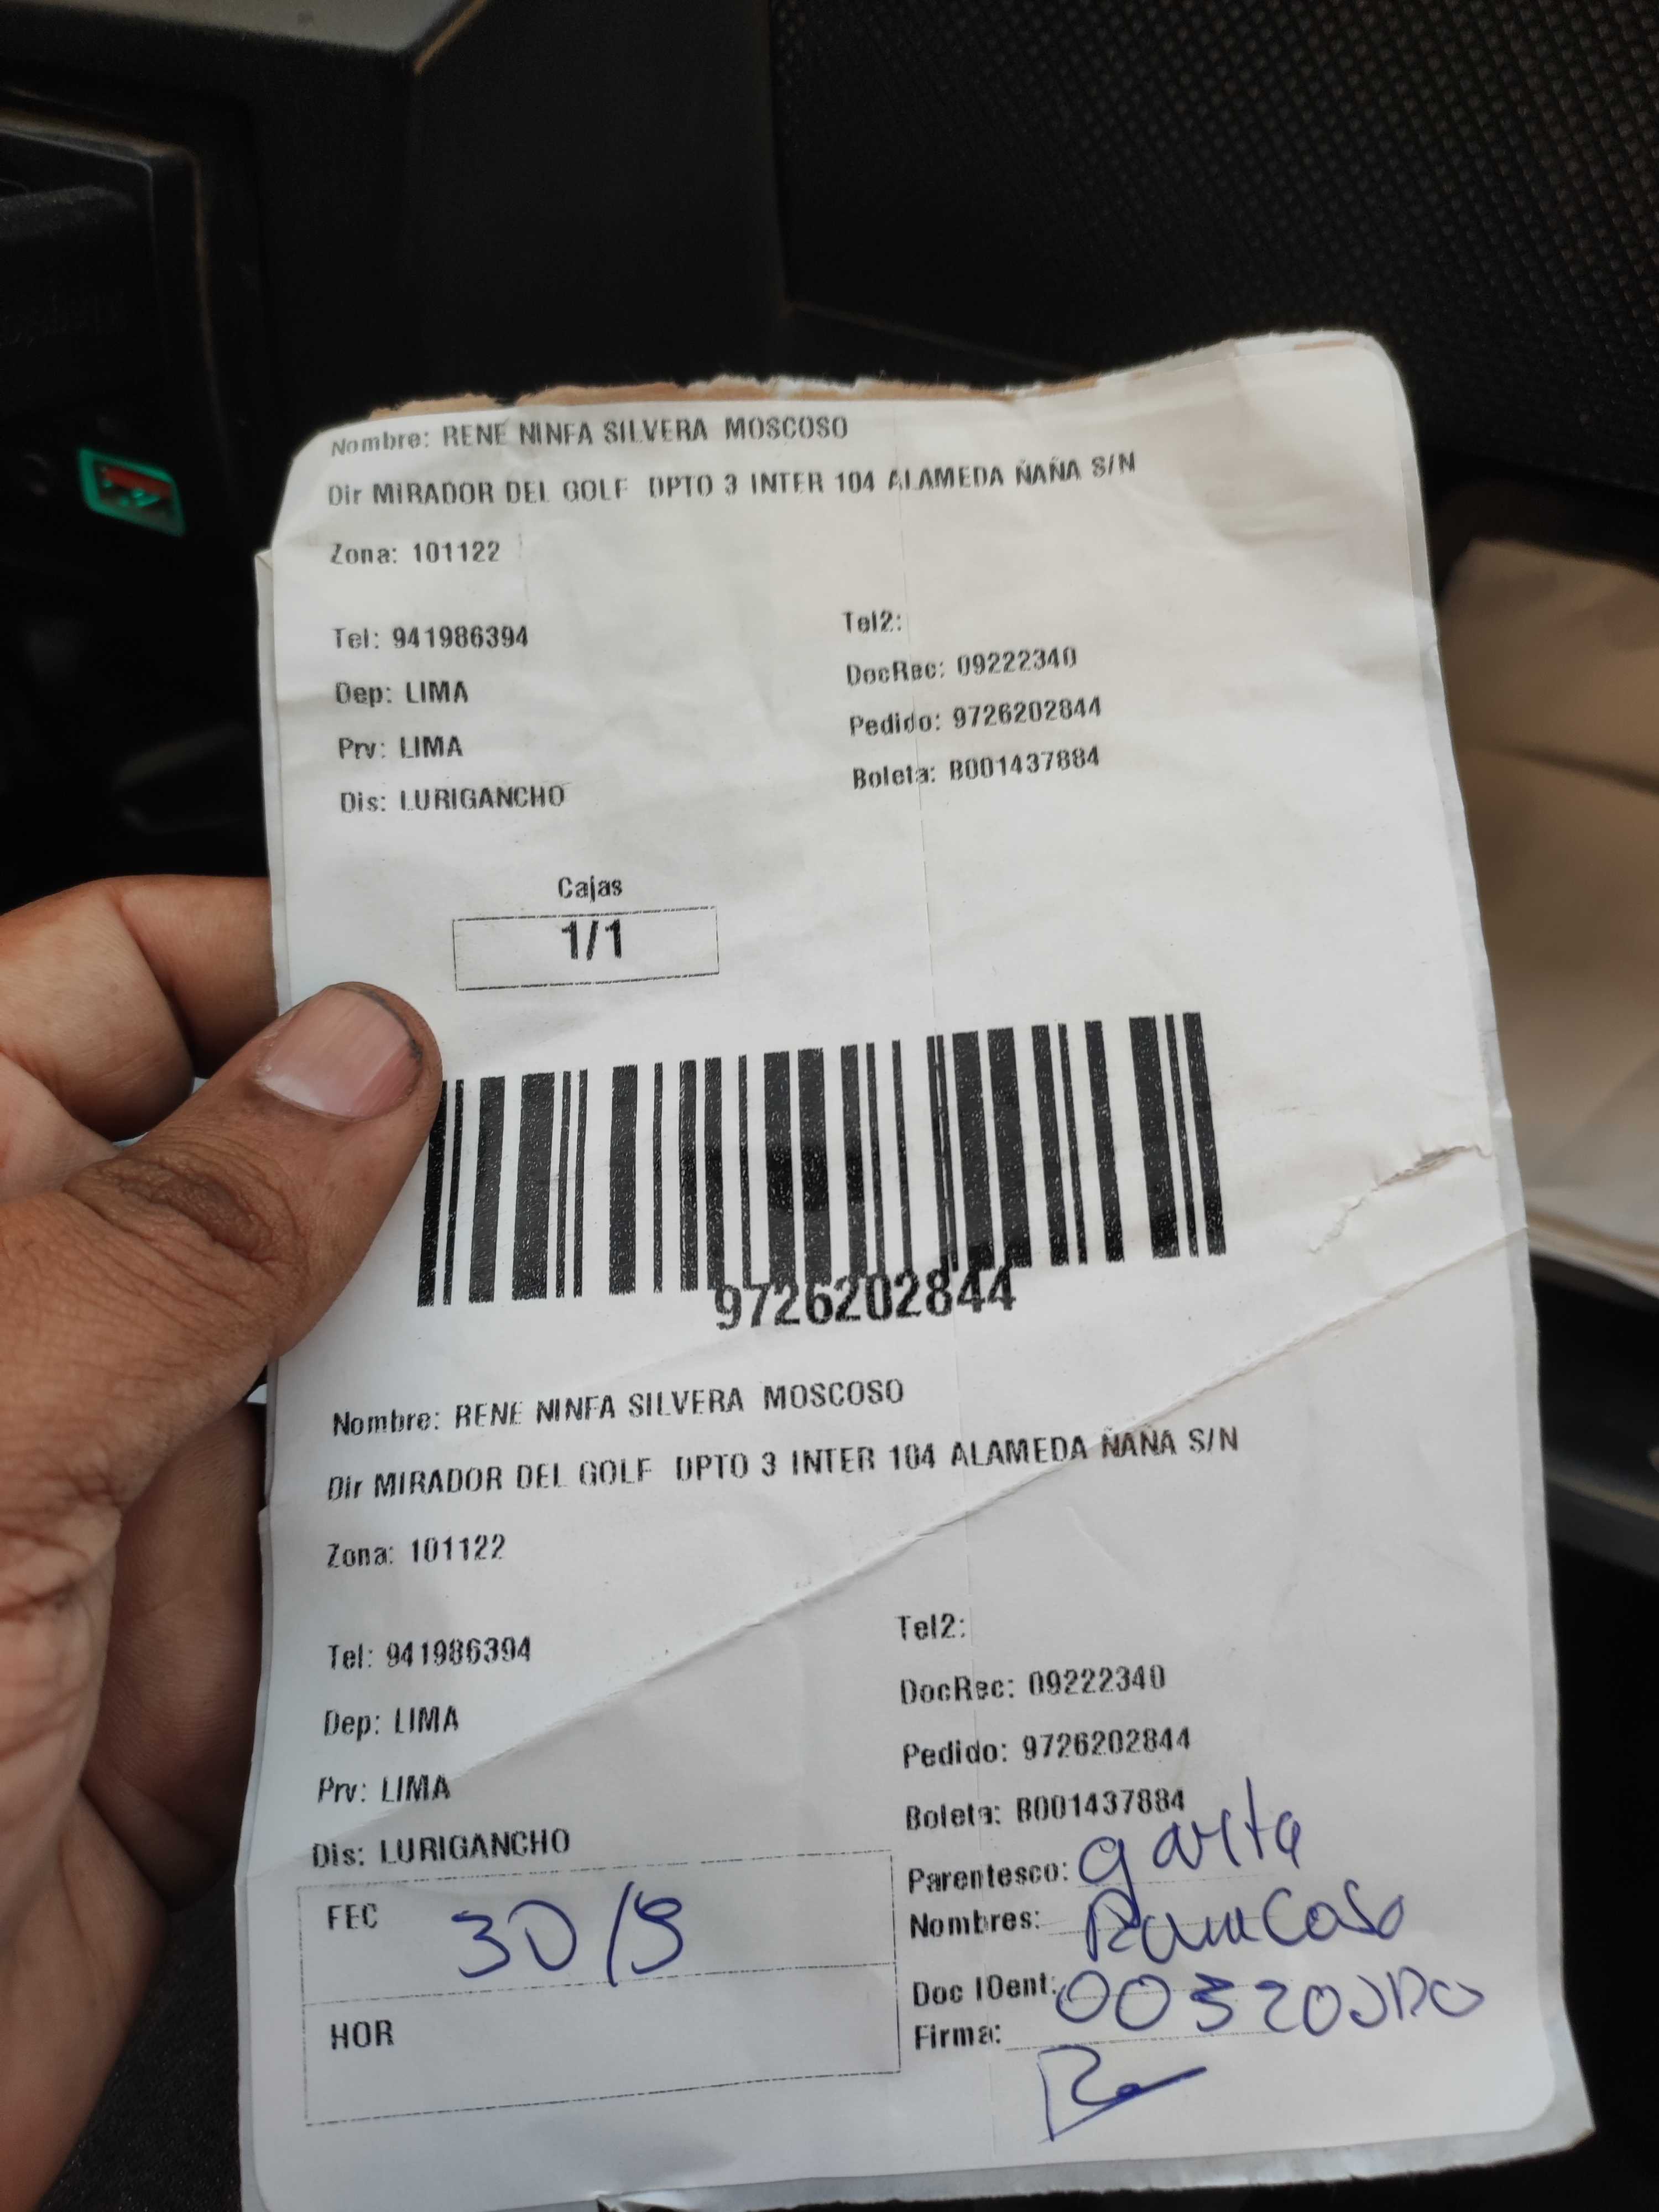 Nombre: RENE NINFA SILVERA MOSCOSO
Dir MIRADOR DEL GOLF DPTO 3 INTER 104 ALAMEDA ÑAÑA S/N
Zona: 101122
Tel: 941986394
Tel2:
Dep: LIMA
DocRec: 09222340
Prv: LIMA
Pedido: 9726202844
Dis: LURIGANCHO
Boleta: B001437884
Cajas
1/1
9726202844
Nombre: RENE NINFA SILVERA MOSCOSO
Dir MIRADOR DEL GOLF DPTO 3 INTER 104 ALAMEDA ÑAÑA S/N
Zona: 101122
Tel: 941986394
Tel2:
Dep: LIMA
DocRec: 09222340
Prv: LIMA
Pedido: 9726202844
Dis: LURIGANCHO
Boleta: B001437884
FEC 30/9
HOR
Parentesco:
Nombres:
Doc IDent:
Firma: